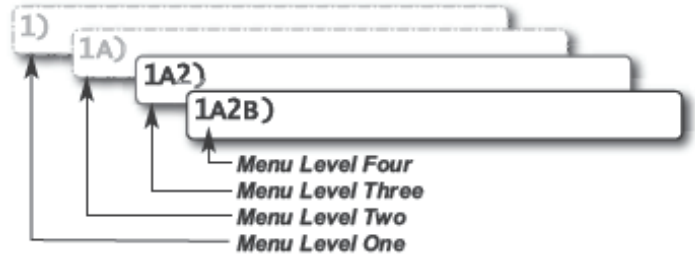 1)
1A)
1A2)
1A2B)
Menu Level Four
Menu Level Three
Menu Level Two
Menu Level One